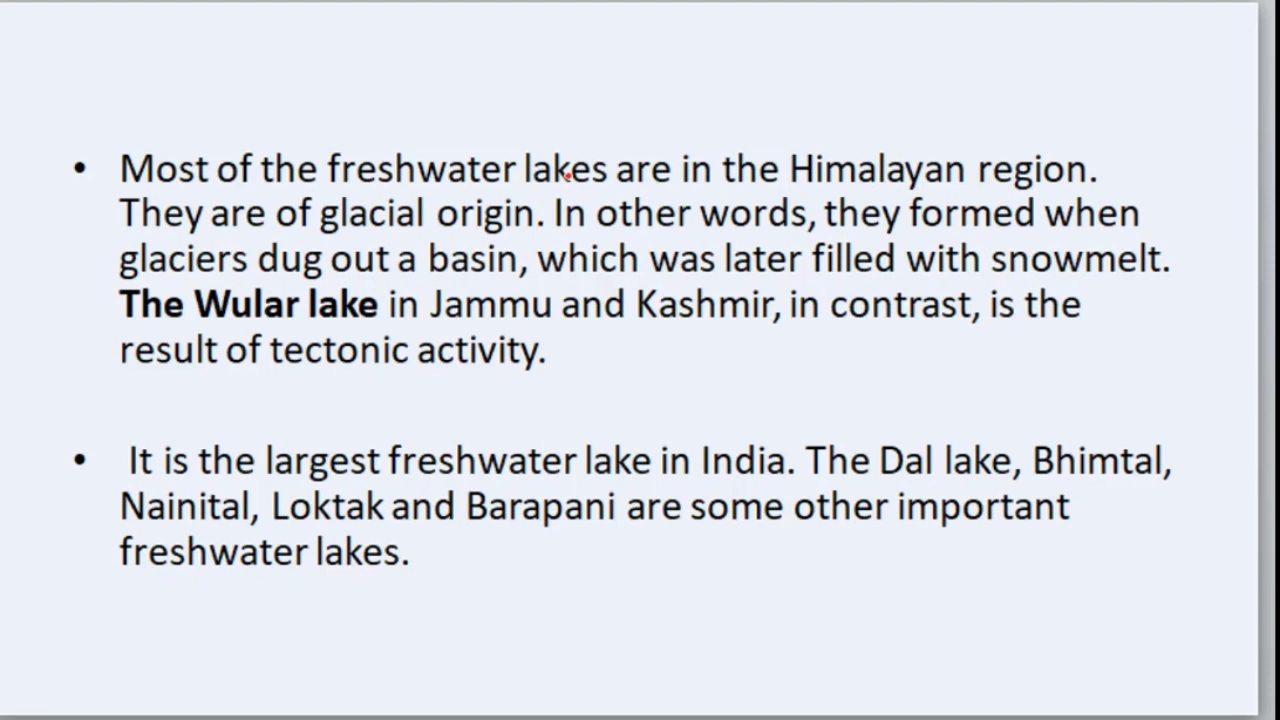 • Most of the freshwater lakes are in the Himalayan region.
They are of glacial origin. In other words, they formed when
glaciers dug out a basin, which was later filled with snowmelt.
The Wular lake in Jammu and Kashmir, in contrast, is the
result of tectonic activity.
• It is the largest freshwater lake in India. The Dal lake, Bhimtal,
Nainital, Loktak and Barapani are some other important
freshwater lakes.